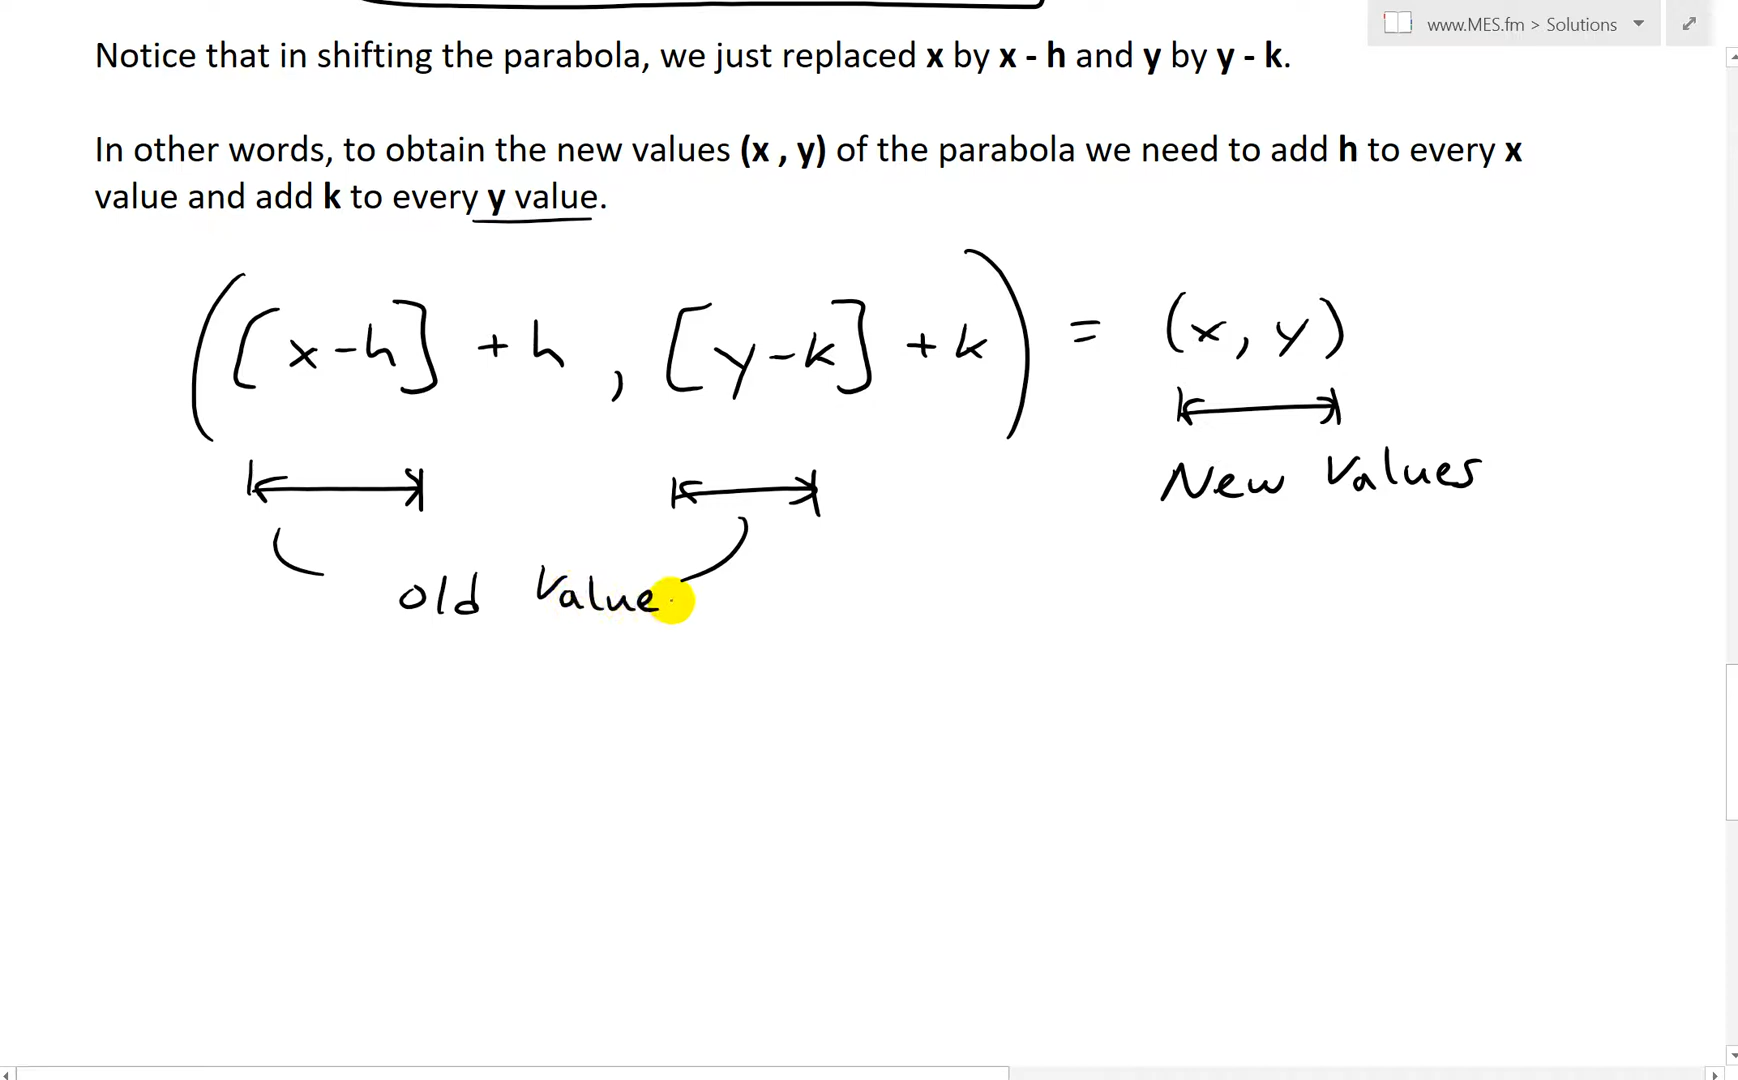 www.MES.fm > Solutions
Notice that in shifting the parabola, we just replaced x by x - h and y by y - k.
In other words, to obtain the new values (x , y) of the parabola we need to add h to every x
value and add k to every y value.
([x-h] + h , [y-k] + k) = (x, y)
New Values
Old Value